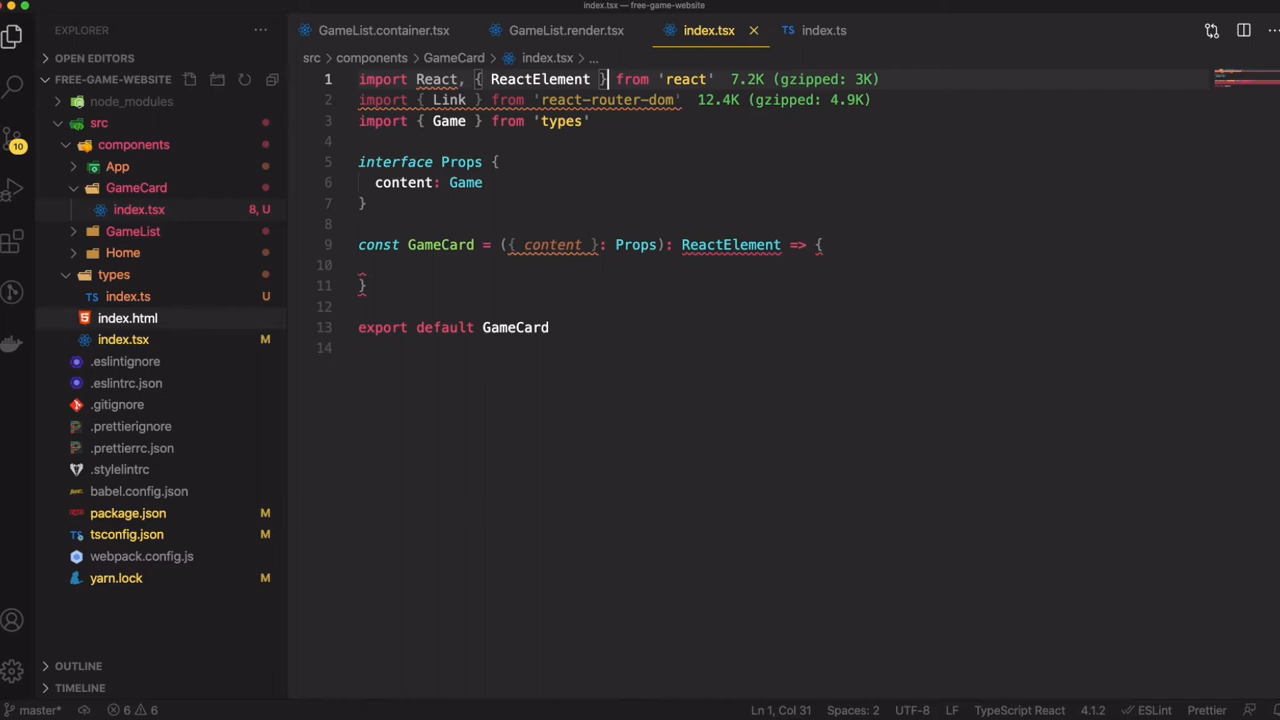 index.tsx — free-game-website
EXPLORER
GameList.container.tsx
GameList.render.tsx
index.tsx
index.ts
OPEN EDITORS
src > components > GameCard > index.tsx > ...
FREE-GAME-WEBSITE
node_modules
src
components
App
GameCard
index.tsx 8, U
GameList
Home
types
index.ts U
index.html
index.tsx M
.eslintignore
.eslintrc.json
.gitignore
.prettierignore
.prettierrc.json
.stylelintrc
babel.config.json
package.json M
tsconfig.json M
webpack.config.js
yarn.lock M
OUTLINE
TIMELINE
10
1 import React, { ReactElement } from 'react' 7.2K (gzipped: 3K)
2 import { Link } from 'react-router-dom' 12.4K (gzipped: 4.9K)
3 import { Game } from 'types'
4
5 interface Props {
6 content: Game
7 }
8
9 const GameCard = ({ content }: Props): ReactElement => {
10
11 }
12
13 export default GameCard
14
master* 6 6 Ln 1, Col 31 Spaces: 2 UTF-8 LF TypeScript React 4.1.2 ESLint Prettier